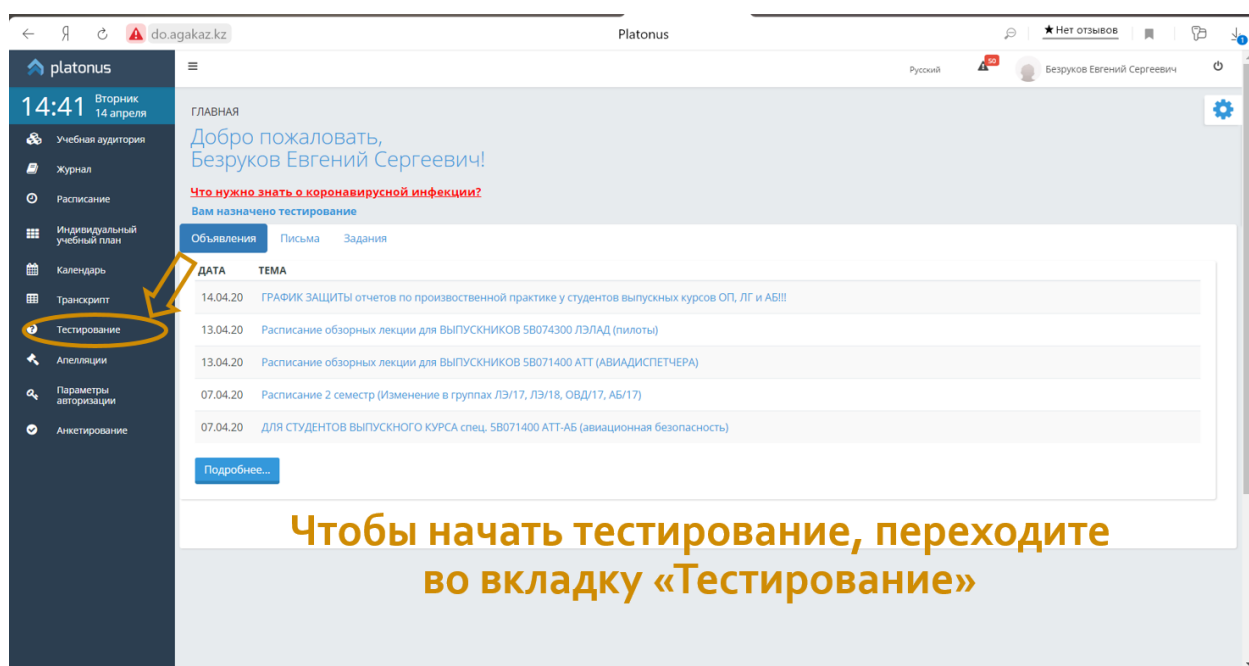 do.agakaz.kz
Platonus
★ Нет отзывов
1
platonus
Русский
50
Безруков Евгений Сергеевич
14:41 Вторник
14 апреля
Учебная аудитория
Журнал
Расписание
Индивидуальный
учебный план
Календарь
Транскрипт
Тестирование
Апелляции
Параметры
авторизации
Анкетирование
ГЛАВНАЯ
Добро пожаловать,
Безруков Евгений Сергеевич!
Что нужно знать о коронавирусной инфекции?
Вам назначено тестирование
Объявления Письма Задания
ДАТА ТЕМА
14.04.20 ГРАФИК ЗАЩИТЫ отчетов по произвоственной практике у студентов выпускных курсов ОП, ЛГ и АБ!!!
13.04.20 Расписание обзорных лекции для ВЫПУСКНИКОВ 5В074300 ЛЭЛАД (пилоты)
13.04.20 Расписание обзорных лекции для ВЫПУСКНИКОВ 5В071400 АТТ (АВИАДИСПЕТЧЕРА)
07.04.20 Расписание 2 семестр (Изменение в группах ЛЭ/17, ЛЭ/18, ОВД/17, АБ/17)
07.04.20 ДЛЯ СТУДЕНТОВ ВЫПУСКНОГО КУРСА спец. 5В071400 АТТ-АБ (авиационная безопасность)
Подробнее...
Чтобы начать тестирование, переходите
во вкладку «Тестирование»